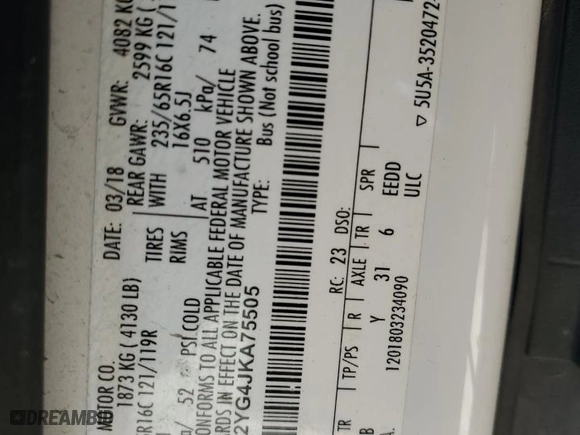 MOTOR CO.
DATE: 03/18 GVWR: 4082 KG
1873 KG ( 4130 LB) REAR GAWR: 2599 KG (
5R16C 121/119R TIRES WITH 235/65R16C 121/1
RIMS 16X6.5J
52 PSI COLD AT 510 kPa/ 74
ONFORMS TO ALL APPLICABLE FEDERAL MOTOR VEHICLE
RDS IN EFFECT ON THE DATE OF MANUFACTURE SHOWN ABOVE.
2YG4JKA75505 TYPE: Bus (Not school bus)
RC: 23 DSO:
TR TP/PS R AXLE TR SPR
B Y 31 6 EEDD
A. 1201803234090 ULC
▽ 5U5A-3520472-
DREAMBID